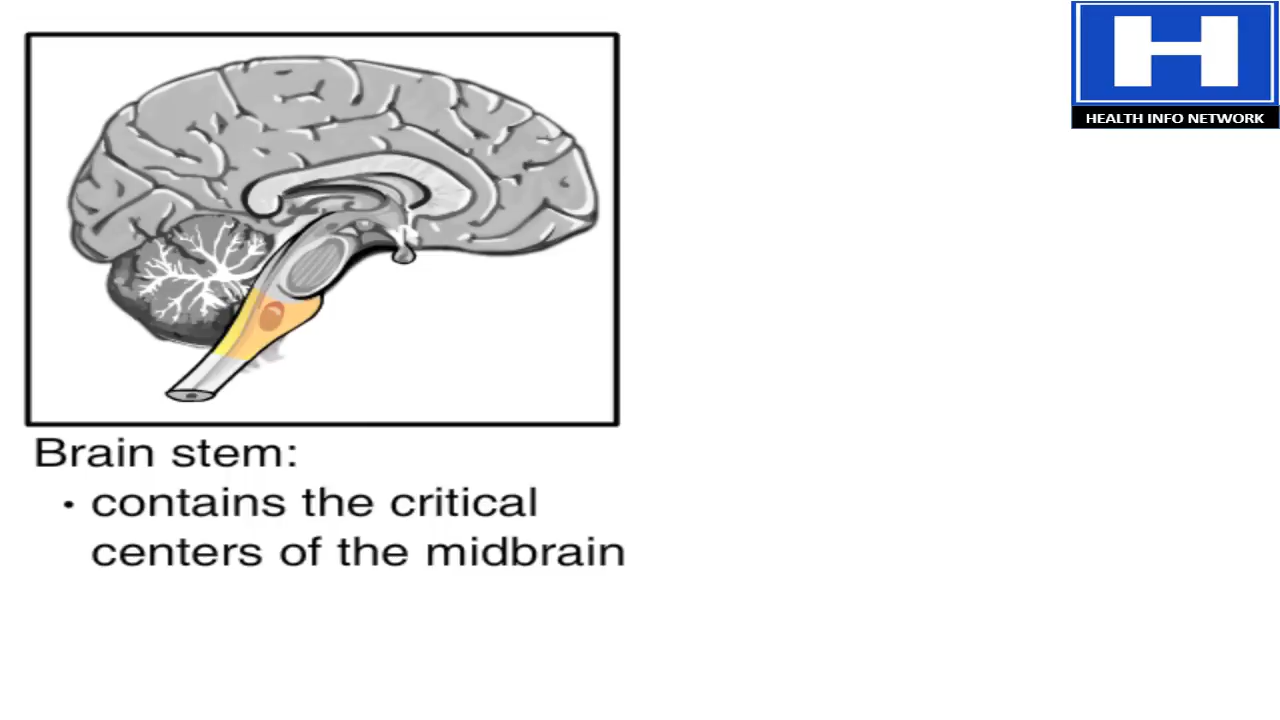 H
HEALTH INFO NETWORK
Brain stem:
• contains the critical
centers of the midbrain